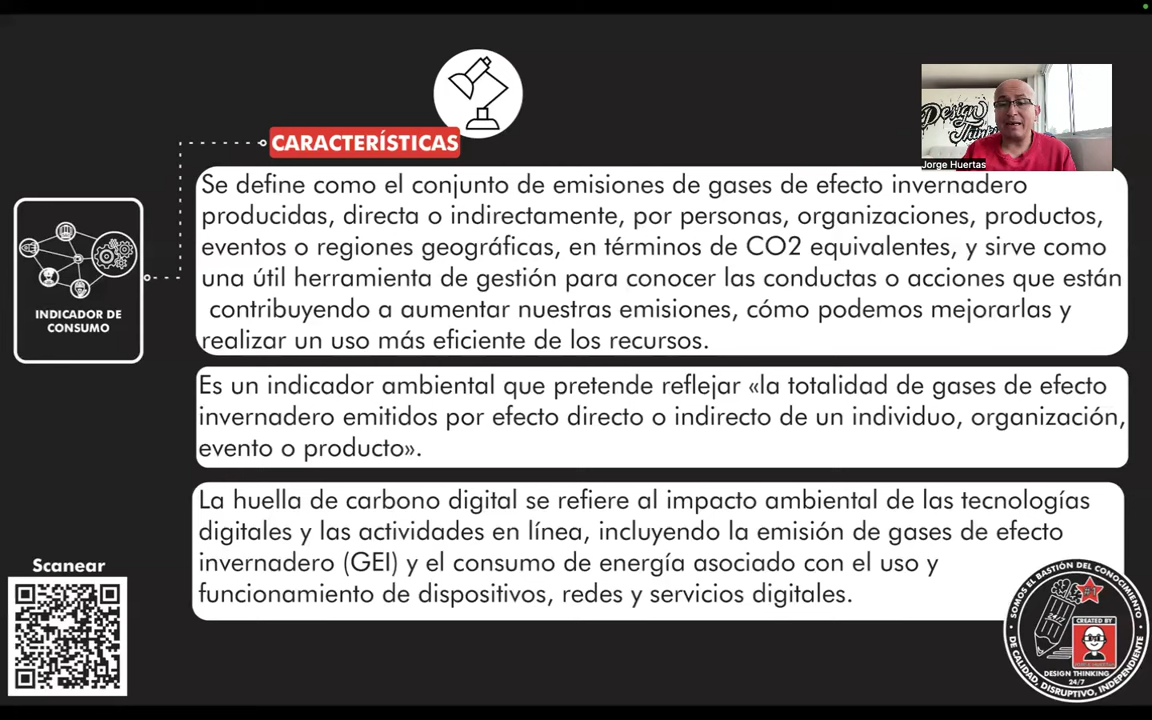 Design
Thinki
Jorge Huertas
CARACTERÍSTICAS
Se define como el conjunto de emisiones de gases de efecto invernadero
producidas, directa o indirectamente, por personas, organizaciones, productos,
eventos o regiones geográficas, en términos de CO2 equivalentes, y sirve como
una útil herramienta de gestión para conocer las conductas o acciones que están
contribuyendo a aumentar nuestras emisiones, cómo podemos mejorarlas y
realizar un uso más eficiente de los recursos.
INDICADOR DE
CONSUMO
Es un indicador ambiental que pretende reflejar «la totalidad de gases de efecto
invernadero emitidos por efecto directo o indirecto de un individuo, organización,
evento o producto».
La huella de carbono digital se refiere al impacto ambiental de las tecnologías
digitales y las actividades en línea, incluyendo la emisión de gases de efecto
invernadero (GEI) y el consumo de energía asociado con el uso y
funcionamiento de dispositivos, redes y servicios digitales.
Scanear
SOMOS EL BASTIÓN DEL CONOCIMIENTO
#1
24/7
CREATED BY
JORGE HUERTAS
DESIGN THINKING
24/7
DE CALIDAD, DISRUPTIVO, INDEPENDIENTE